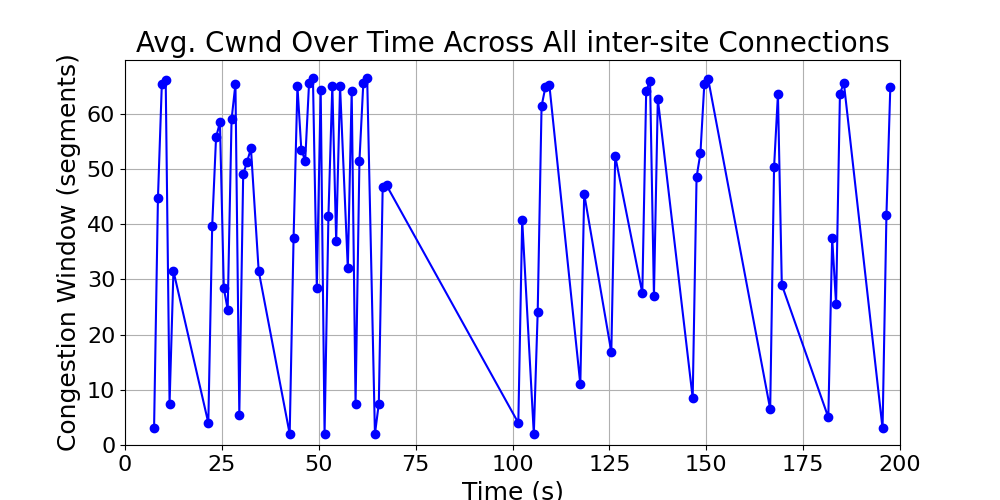 Avg. Cwnd Over Time Across All inter-site Connections
Congestion Window (segments)
60
50
40
30
20
10
0
0 25 50 75 100 125 150 175 200
Time (s)